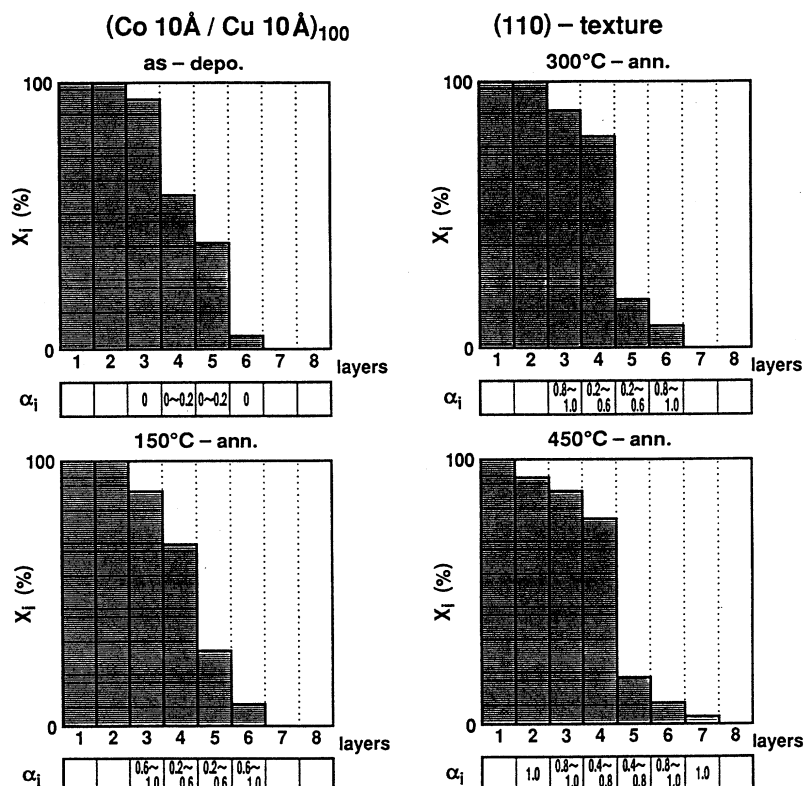 (Co 10Å / Cu 10Å)100 (110) – texture
as – depo.
100
Xi (%)
0
1 2 3 4 5 6 7 8 layers
αi 0 0~0.2 0~0.2 0
300°C – ann.
100
Xi (%)
0
1 2 3 4 5 6 7 8 layers
αi 0.8~1.0 0.2~0.6 0.2~0.6 0.8~1.0
150°C – ann.
100
Xi (%)
0
1 2 3 4 5 6 7 8 layers
αi 0.6~1.0 0.2~0.6 0.2~0.6 0.6~1.0
450°C – ann.
100
Xi (%)
0
1 2 3 4 5 6 7 8 layers
αi 1.0 0.8~1.0 0.4~0.8 0.4~0.8 0.8~1.0 1.0